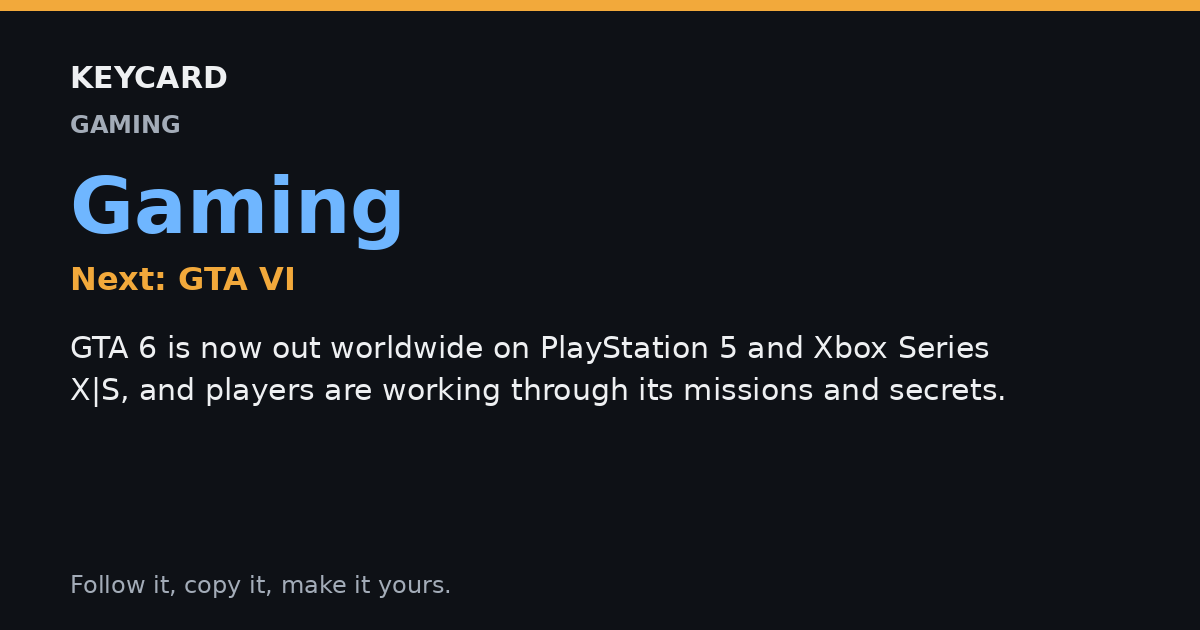 KEYCARD
GAMING
Gaming
Next: GTA VI
GTA 6 is now out worldwide on PlayStation 5 and Xbox Series
X|S, and players are working through its missions and secrets.
Follow it, copy it, make it yours.